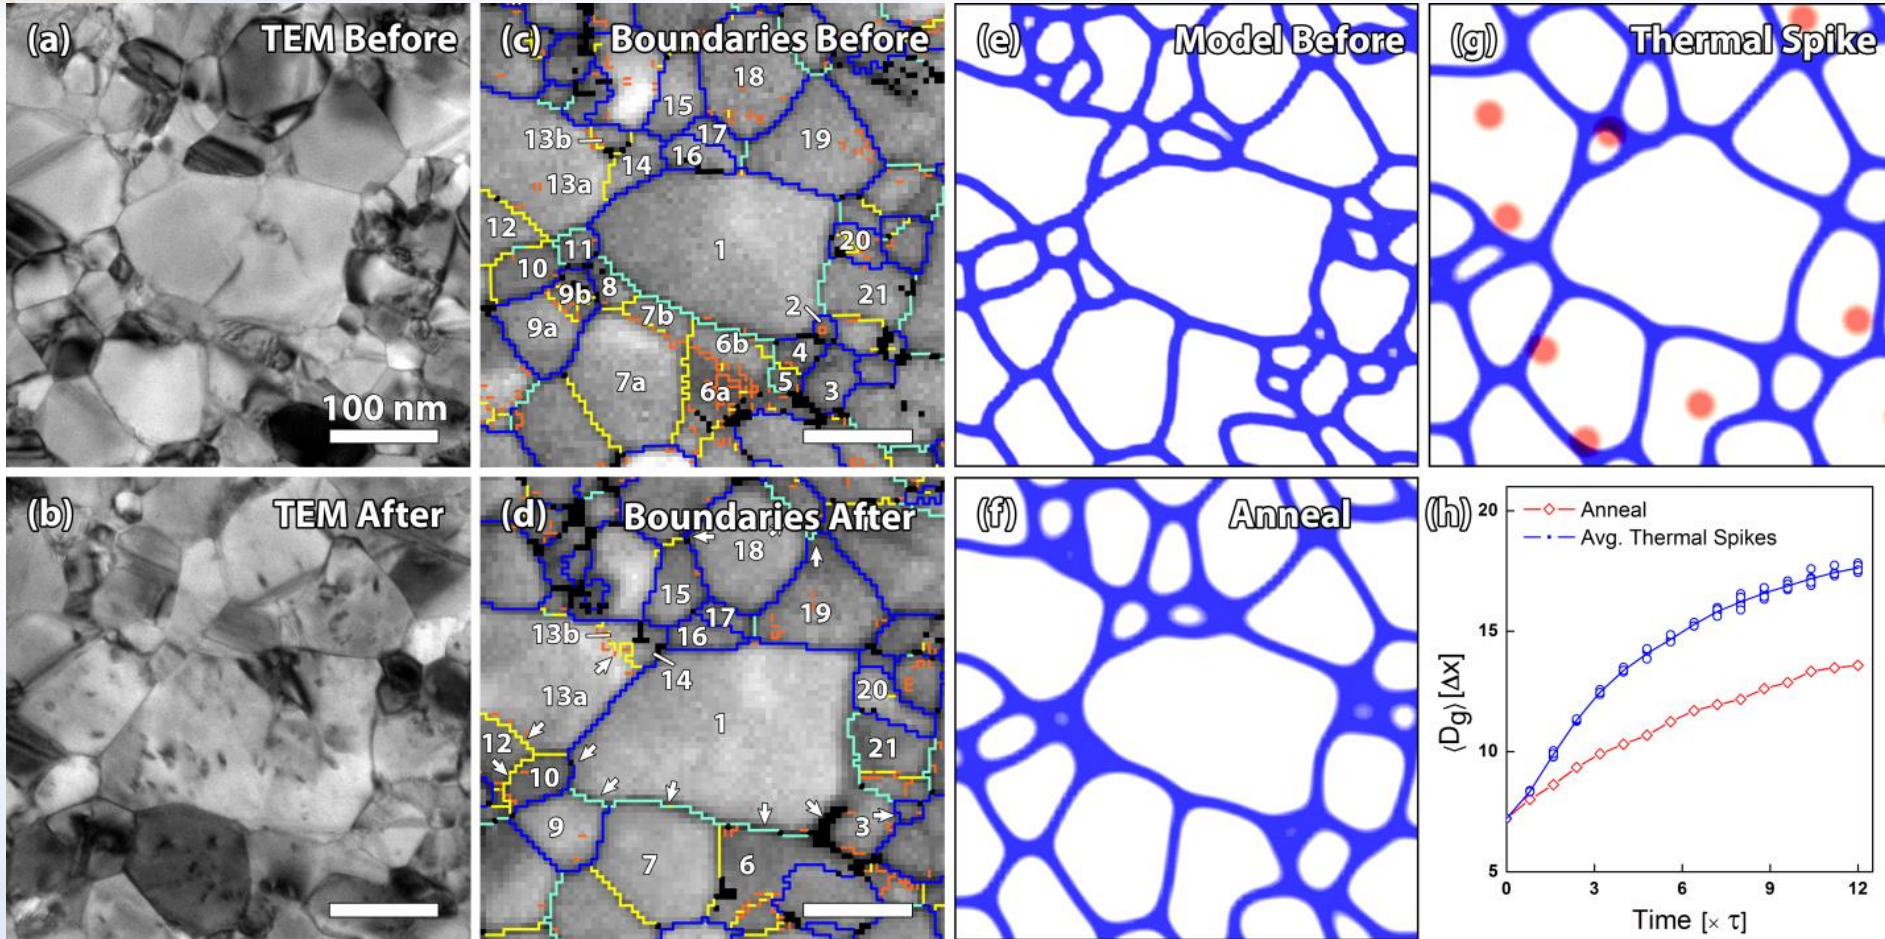 (a) TEM Before
100 nm
(b) TEM After
(c) Boundaries Before
18
15
13b
17
19
14
16
13a
12
11
1
20
10
8
9b
21
2
7b
9a
6b
4
7a
5
6a
3
(d) Boundaries After
18
15
19
17
13b
16
14
13a
20
1
12
21
10
9
3
7
6
(e) Model Before
(f) Anneal
(g) Thermal Spike
(h)
Anneal
Avg. Thermal Spikes
20
15
10
5
⟨Dg⟩ [Δx]
0 3 6 9 12
Time [× τ]